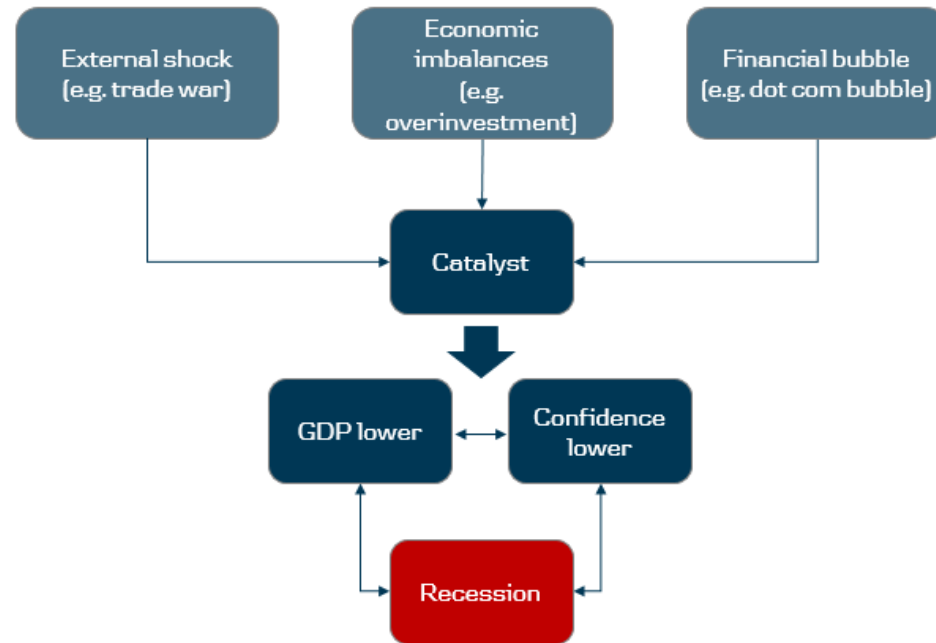 External shock
(e.g. trade war)
Economic
imbalances
(e.g.
overinvestment)
Financial bubble
(e.g. dot com bubble)
Catalyst
GDP lower
Confidence
lower
Recession